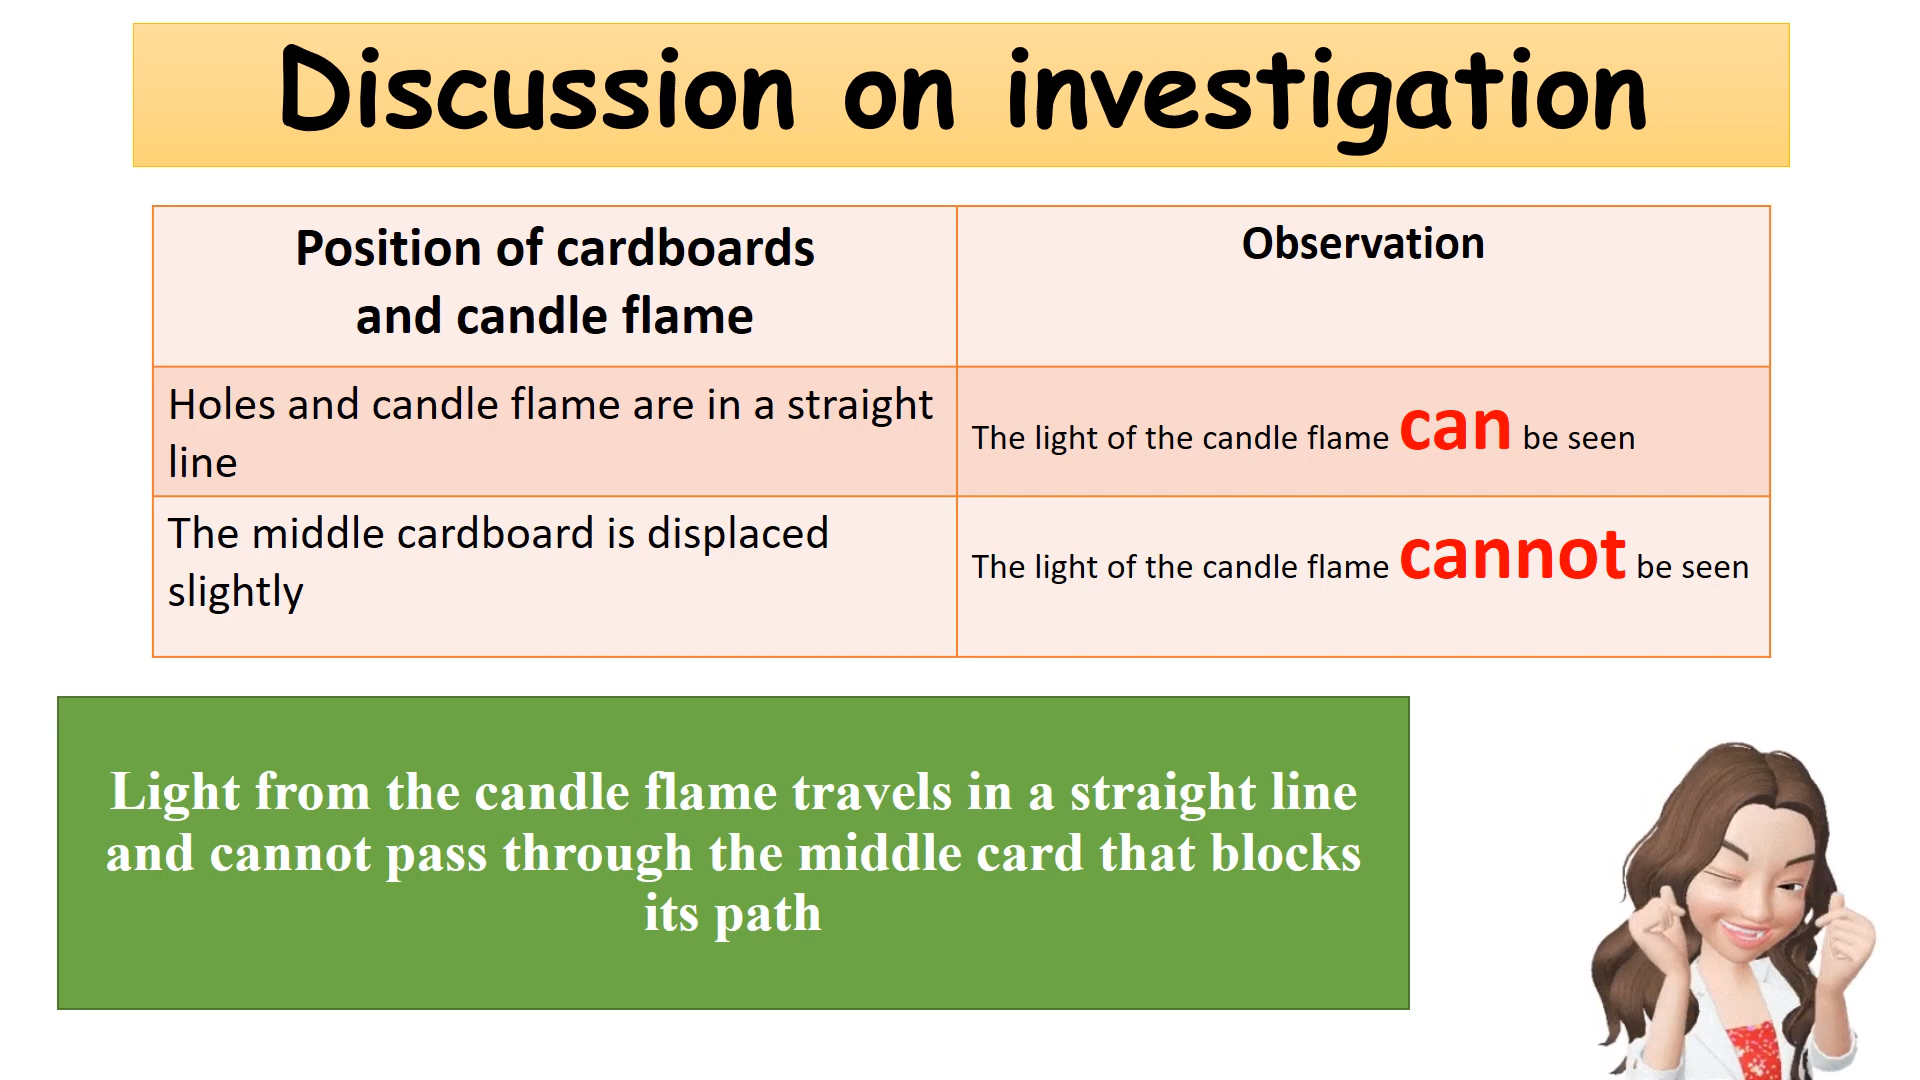 Discussion on investigation
Position of cardboards
and candle flame
Observation
Holes and candle flame are in a straight
line
The light of the candle flame can be seen
The middle cardboard is displaced
slightly
The light of the candle flame cannot be seen
Light from the candle flame travels in a straight line
and cannot pass through the middle card that blocks
its path